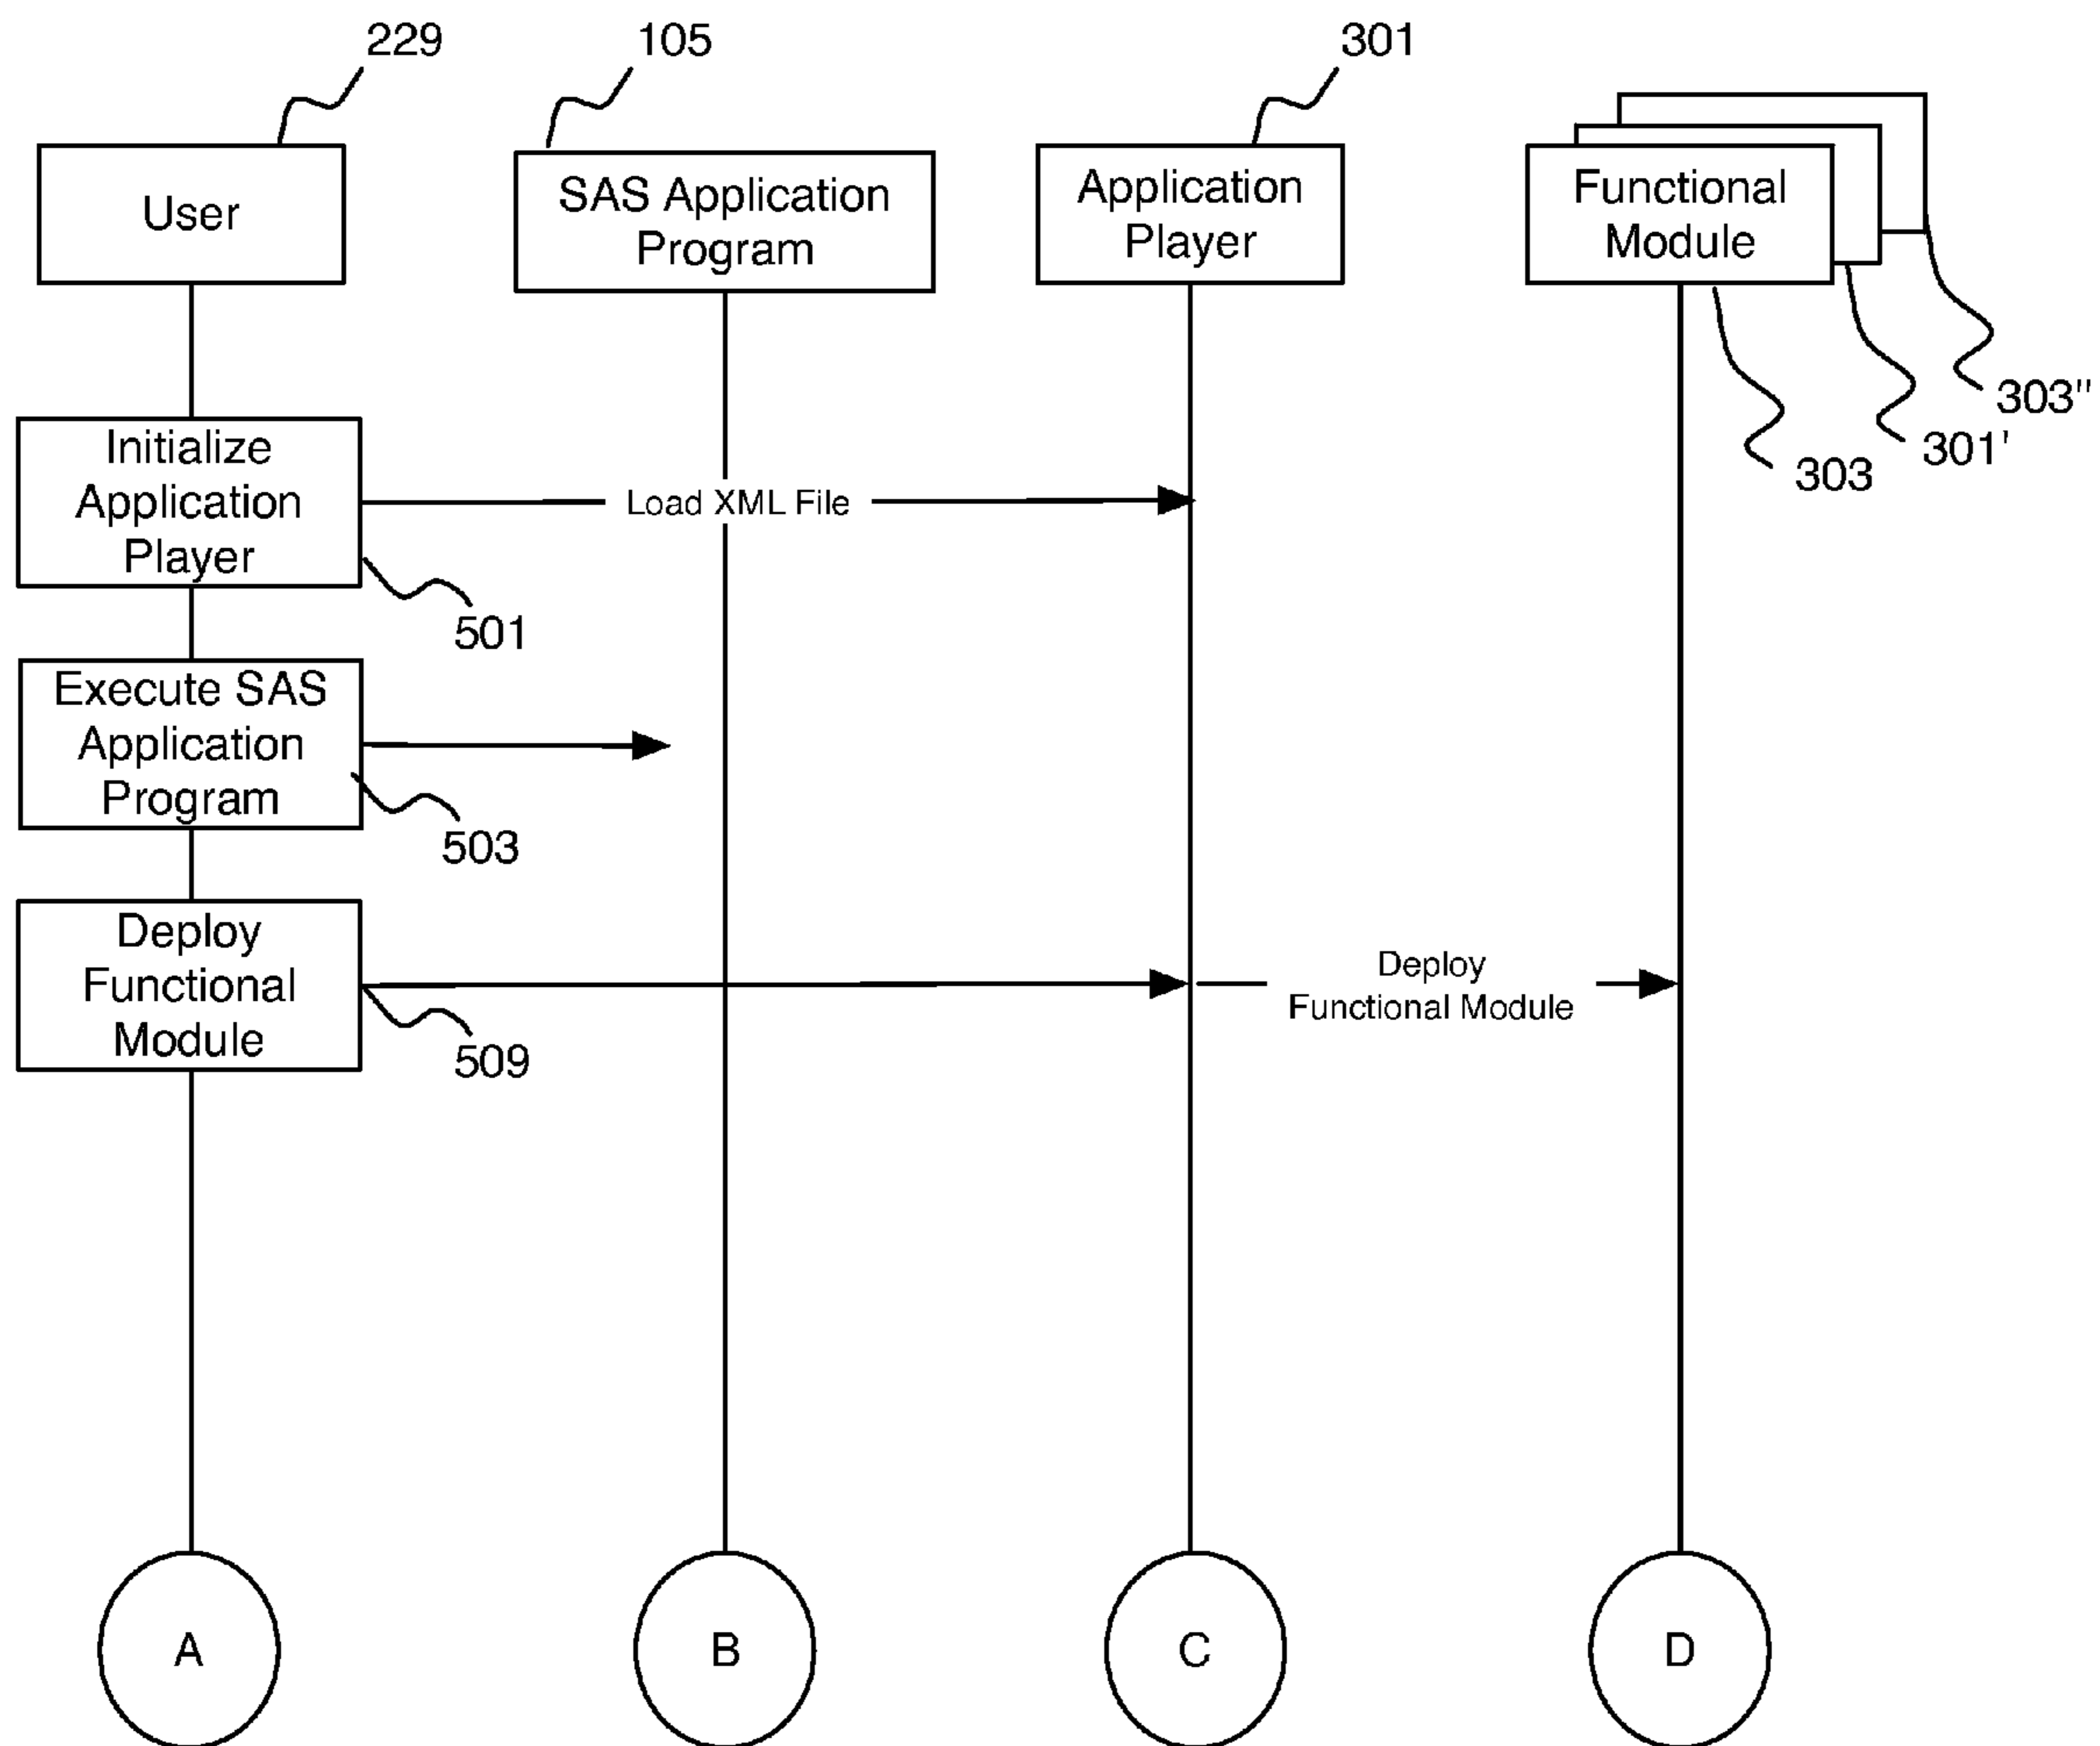 229
105
301
User
SAS Application
Program
Application
Player
Functional
Module
303"
301'
303
Initialize
Application
Player
Load XML File
501
Execute SAS
Application
Program
503
Deploy
Functional
Module
Deploy
Functional Module
509
A
B
C
D